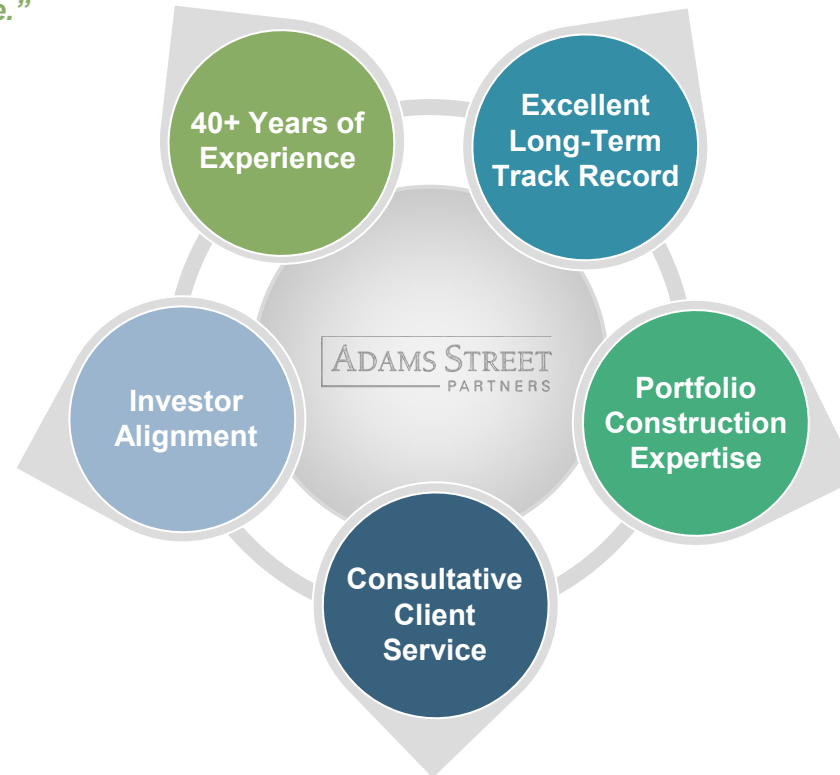 e.”
40+ Years of
Experience
Excellent
Long-Term
Track Record
ADAMS STREET
PARTNERS
Investor
Alignment
Portfolio
Construction
Expertise
Consultative
Client
Service